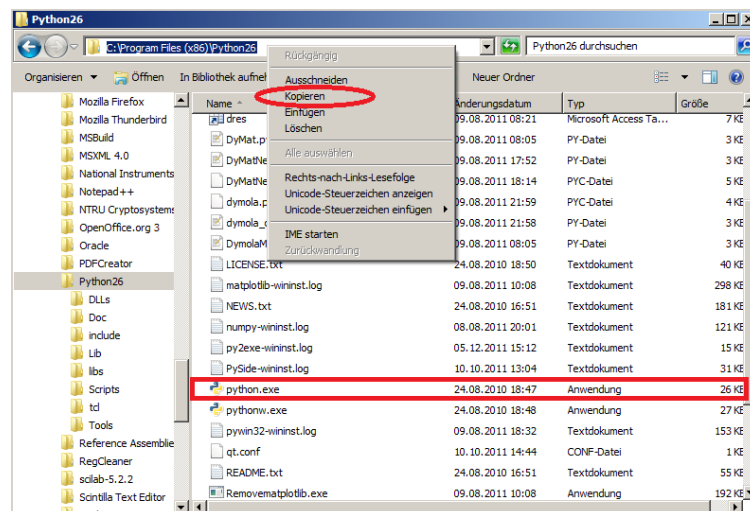 Python26
C:\Program Files (x86)\Python26
Python26 durchsuchen
Organisieren
Öffnen
In Bibliothek
Neuer Ordner
Rückgängig
Ausschneiden
Kopieren
Einfügen
Löschen
Alle auswählen
Rechts-nach-Links-Lesefolge
Unicode-Steuerzeichen anzeigen
Unicode-Steuerzeichen einfügen
IME starten
Zurückwandlung
Mozilla Firefox
Mozilla Thunderbird
MSBuild
MSXML 4.0
National Instruments
Notepad++
NTRU Cryptosystems
OpenOffice.org 3
Oracle
PDFCreator
Python26
DLLs
Doc
include
Lib
libs
Scripts
tcl
Tools
Reference Assemblie
RegCleaner
scilab-5.2.2
Scintilla Text Editor
Name Änderungsdatum Typ Größe
dres 09.08.2011 08:21 Microsoft Access Ta... 7 KB
DyMat.p 09.08.2011 08:05 PY-Datei 3 KB
DyMatNe 09.08.2011 17:52 PY-Datei 3 KB
DyMatNe 09.08.2011 18:14 PYC-Datei 5 KB
dymola.p 09.08.2011 21:59 PYC-Datei 4 KB
dymola_ 09.08.2011 21:58 PY-Datei 3 KB
DymolaM 09.08.2011 08:05 PY-Datei 3 KB
LICENSE.txt 24.08.2010 18:50 Textdokument 40 KB
matplotlib-wininst.log 09.08.2011 10:08 Textdokument 298 KB
NEWS.txt 24.08.2010 16:51 Textdokument 181 KB
numpy-wininst.log 08.08.2011 20:01 Textdokument 121 KB
py2exe-wininst.log 05.12.2011 15:12 Textdokument 15 KB
PySide-wininst.log 10.10.2011 13:04 Textdokument 31 KB
python.exe 24.08.2010 18:47 Anwendung 26 KB
pythonw.exe 24.08.2010 18:48 Anwendung 27 KB
pywin32-wininst.log 09.08.2011 18:32 Textdokument 153 KB
qt.conf 10.10.2011 14:44 CONF-Datei 1 KB
README.txt 24.08.2010 16:51 Textdokument 55 KB
Removematplotlib.exe 09.08.2011 10:08 Anwendung 192 KB